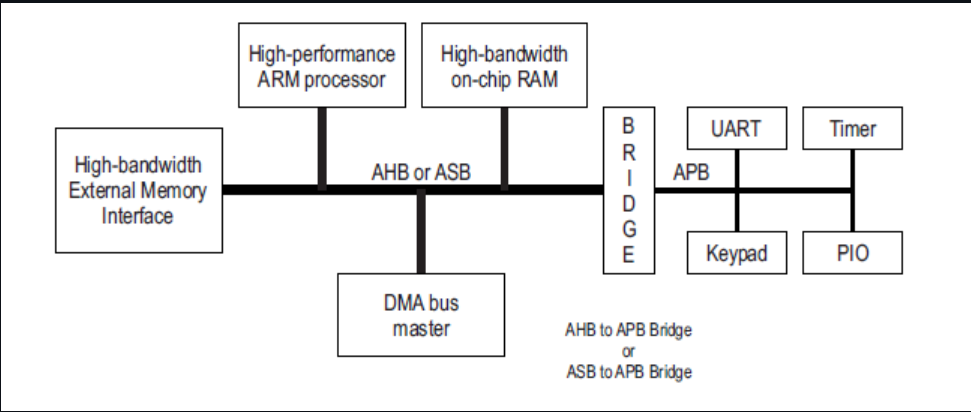 High-performance
ARM processor
High-bandwidth
on-chip RAM
High-bandwidth
External Memory
Interface
AHB or ASB
B
R
I
D
G
E
APB
UART
Timer
Keypad
PIO
DMA bus
master
AHB to APB Bridge
or
ASB to APB Bridge